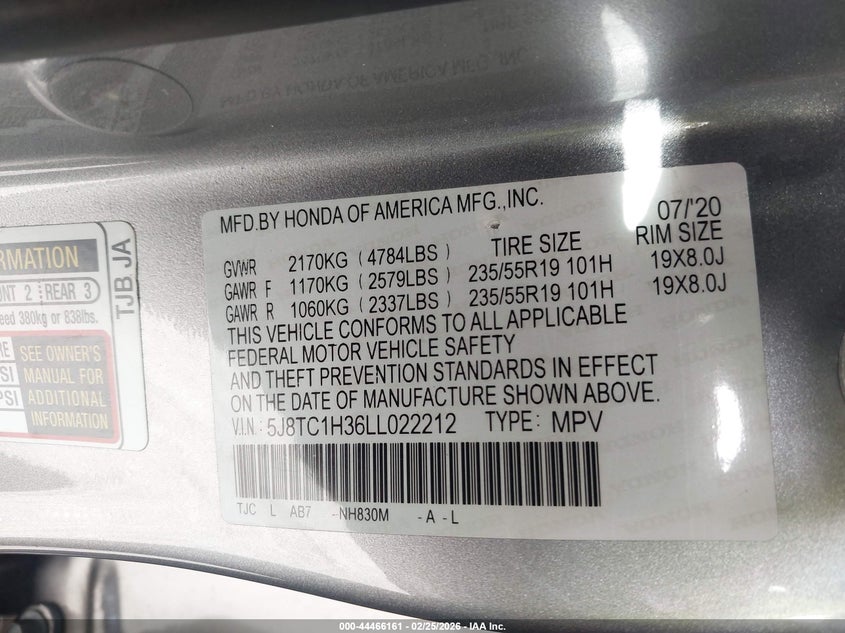 MFD.BY HONDA OF AMERICA MFG.,INC. 07/'20
TIRE SIZE RIM SIZE
GVWR 2170KG (4784LBS)
GAWR F 1170KG (2579LBS) 235/55R19 101H 19X8.0J
GAWR R 1060KG (2337LBS) 235/55R19 101H 19X8.0J
THIS VEHICLE CONFORMS TO ALL APPLICABLE
FEDERAL MOTOR VEHICLE SAFETY
AND THEFT PREVENTION STANDARDS IN EFFECT
ON THE DATE OF MANUFACTURE SHOWN ABOVE.
V.I.N.: 5J8TC1H36LL022212 TYPE: MPV
TJC L AB7 -NH830M -A-L
RMATION
NT 2 REAR 3
eed 380kg or 838lbs.
RE
PSI
PSI
SEE OWNER'S
MANUAL FOR
ADDITIONAL
INFORMATION
TJB,JA
000-44466161 - 02/25/2026 - IAA Inc.